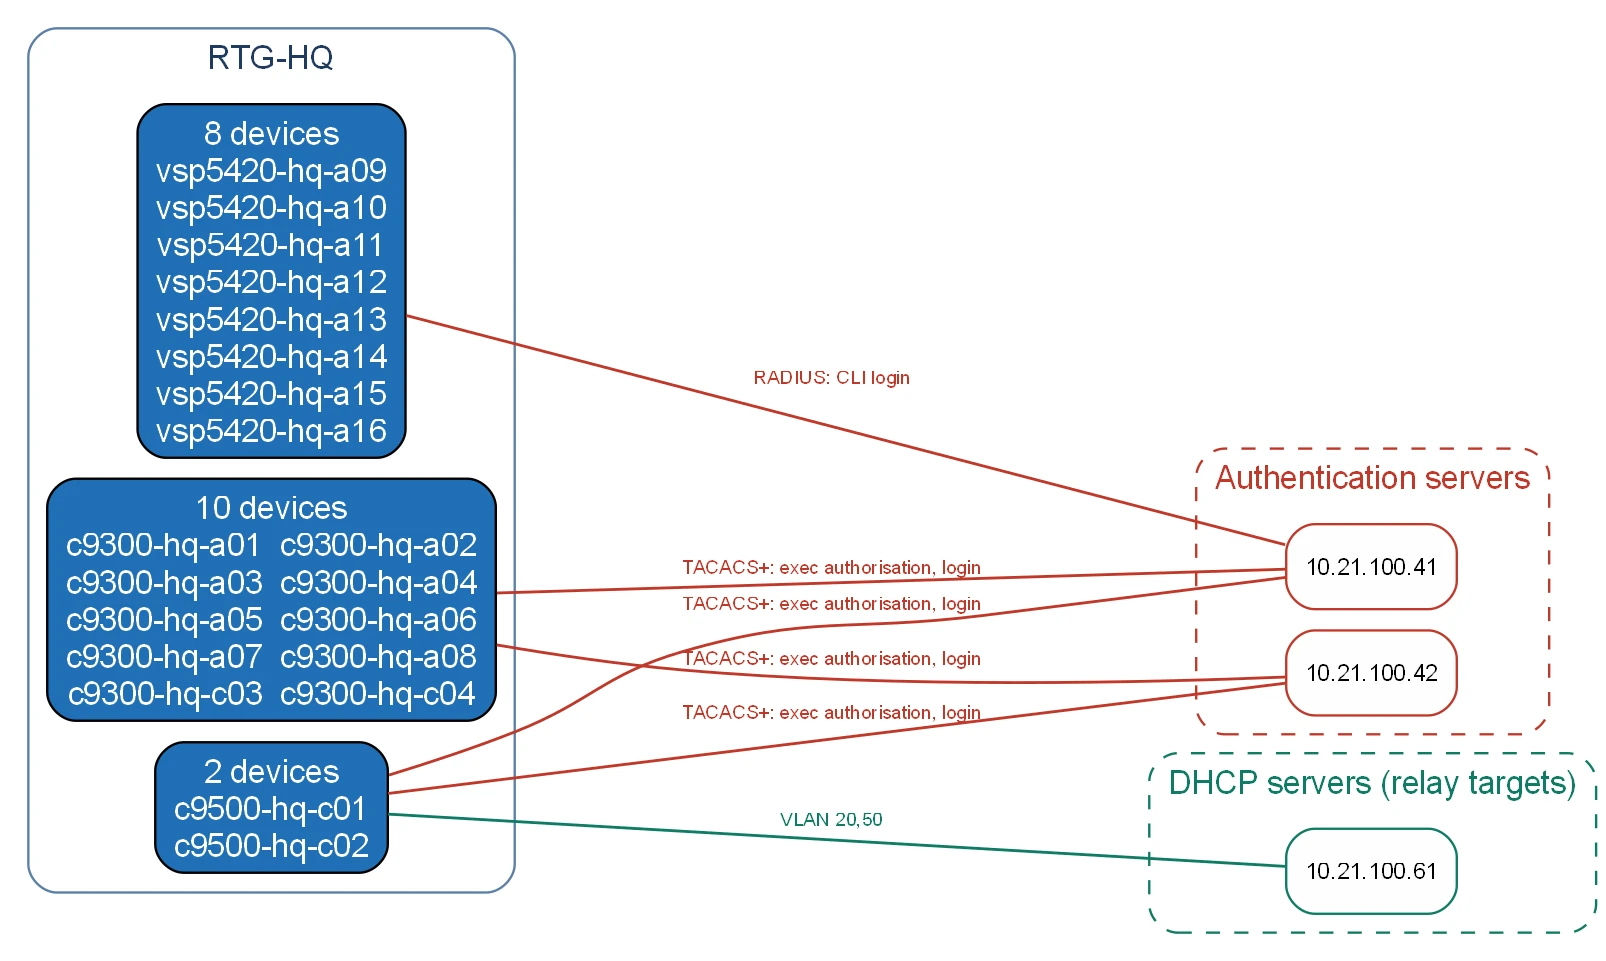 RTG-HQ
8 devices
vsp5420-hq-a09
vsp5420-hq-a10
vsp5420-hq-a11
vsp5420-hq-a12
vsp5420-hq-a13
vsp5420-hq-a14
vsp5420-hq-a15
vsp5420-hq-a16
10 devices
c9300-hq-a01 c9300-hq-a02
c9300-hq-a03 c9300-hq-a04
c9300-hq-a05 c9300-hq-a06
c9300-hq-a07 c9300-hq-a08
c9300-hq-c03 c9300-hq-c04
2 devices
c9500-hq-c01
c9500-hq-c02
RADIUS: CLI login
TACACS+: exec authorisation, login
TACACS+: exec authorisation, login
TACACS+: exec authorisation, login
TACACS+: exec authorisation, login
VLAN 20,50
Authentication servers
10.21.100.41
10.21.100.42
DHCP servers (relay targets)
10.21.100.61